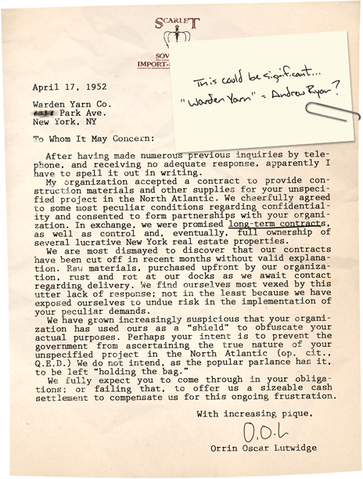 SCARLET
SOV
IMPORT-
This could be significant...
"Warden Yarn" = Andrew Ryan?
April 17, 1952
Warden Yarn Co.
Park Ave.
New York, NY
To Whom It May Concern:
After having made numerous previous inquiries by tele-
phone, and receiving no adequate response, apparently I
have to spell it out in writing.
My organization accepted a contract to provide con-
struction materials and other supplies for your unspeci-
fied project in the North Atlantic. We cheerfully agreed
to some most peculiar conditions regarding confidential-
ity and consented to form partnerships with your organi-
zation. In exchange, we were promised long-term contracts,
as well as control and, eventually, full ownership of
several lucrative New York real estate properties.
We are most dismayed to discover that our contracts
have been cut off in recent months without valid explana-
tion. Raw materials, purchased upfront by our organiza-
tion, rust and rot at our docks as we await contact
regarding delivery. We find ourselves most vexed by this
utter lack of response; not in the least because we have
exposed ourselves to undue risk in the implementation of
your peculiar demands.
We have grown increasingly suspicious that your organi-
zation has used ours as a "shield" to obfuscate your
actual purposes. Perhaps your intent is to prevent the
government from ascertaining the true nature of your
unspecified project in the North Atlantic (op. cit.,
Q.E.D.) We do not intend, as the popular parlance has it,
to be left "holding the bag."
We fully expect you to come through in your obliga-
tions; or failing that, to offer us a sizeable cash
settlement to compensate us for this ongoing frustration.
With increasing pique,
O.O.L
Orrin Oscar Lutwidge